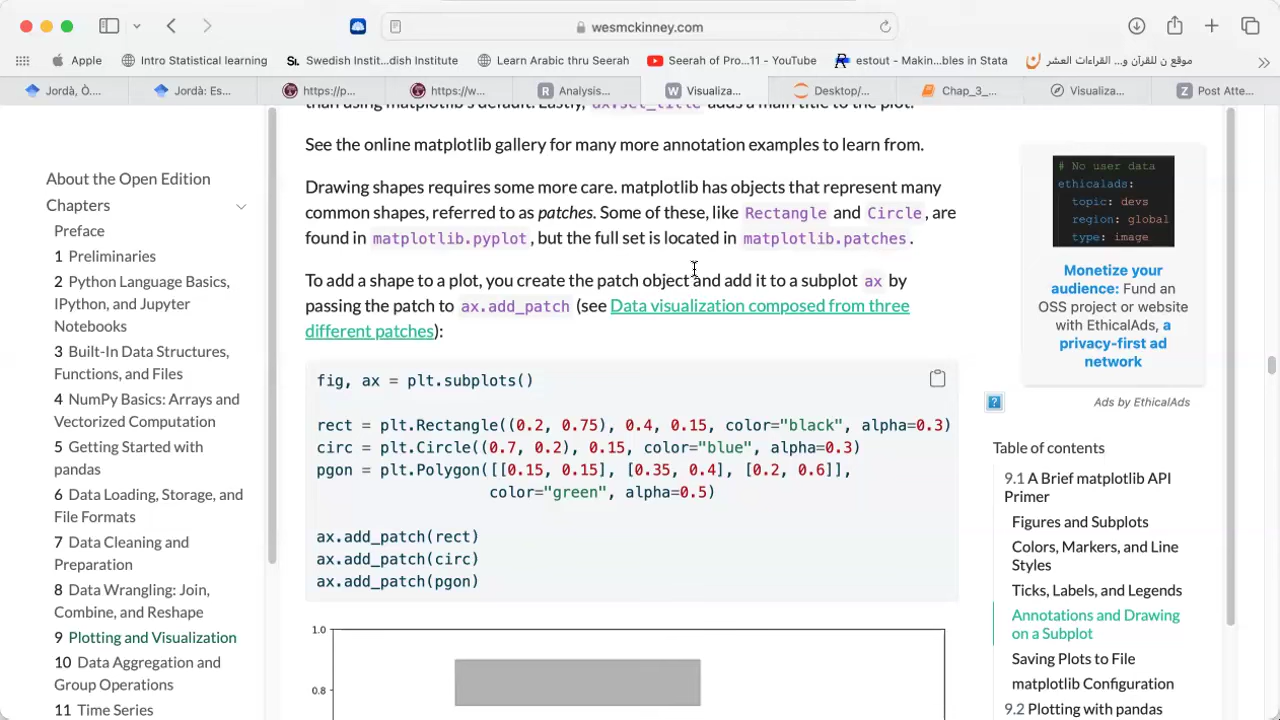 wesmckinney.com
Apple
Intro Statistical learning
Swedish Instit...dish Institute
Learn Arabic thru Seerah
Seerah of Pro...11 - YouTube
estout - Makin...bles in Stata
موقع ن للقرآن و... القراءات العشر
Jordà, Ò....
Jordà: Es...
https://p...
https://w...
Analysis...
Visualiza...
Desktop/...
Chap_3_...
Visualiza...
Post Atte...
than using matplotlib's default. Lastly, ax.set_title adds a main title to the plot.
See the online matplotlib gallery for many more annotation examples to learn from.
Drawing shapes requires some more care. matplotlib has objects that represent many
common shapes, referred to as patches. Some of these, like Rectangle and Circle, are
found in matplotlib.pyplot, but the full set is located in matplotlib.patches.
To add a shape to a plot, you create the patch object and add it to a subplot ax by
passing the patch to ax.add_patch (see Data visualization composed from three
different patches):
fig, ax = plt.subplots()
rect = plt.Rectangle((0.2, 0.75), 0.4, 0.15, color="black", alpha=0.3)
circ = plt.Circle((0.7, 0.2), 0.15, color="blue", alpha=0.3)
pgon = plt.Polygon([[0.15, 0.15], [0.35, 0.4], [0.2, 0.6]],
color="green", alpha=0.5)
ax.add_patch(rect)
ax.add_patch(circ)
ax.add_patch(pgon)
1.0
0.8
About the Open Edition
Chapters
Preface
1 Preliminaries
2 Python Language Basics,
IPython, and Jupyter
Notebooks
3 Built-In Data Structures,
Functions, and Files
4 NumPy Basics: Arrays and
Vectorized Computation
5 Getting Started with
pandas
6 Data Loading, Storage, and
File Formats
7 Data Cleaning and
Preparation
8 Data Wrangling: Join,
Combine, and Reshape
9 Plotting and Visualization
10 Data Aggregation and
Group Operations
11 Time Series
# No user data
ethicalads:
topic: devs
region: global
type: image
Monetize your
audience: Fund an
OSS project or website
with EthicalAds, a
privacy-first ad
network
Ads by EthicalAds
Table of contents
9.1 A Brief matplotlib API
Primer
Figures and Subplots
Colors, Markers, and Line
Styles
Ticks, Labels, and Legends
Annotations and Drawing
on a Subplot
Saving Plots to File
matplotlib Configuration
9.2 Plotting with pandas